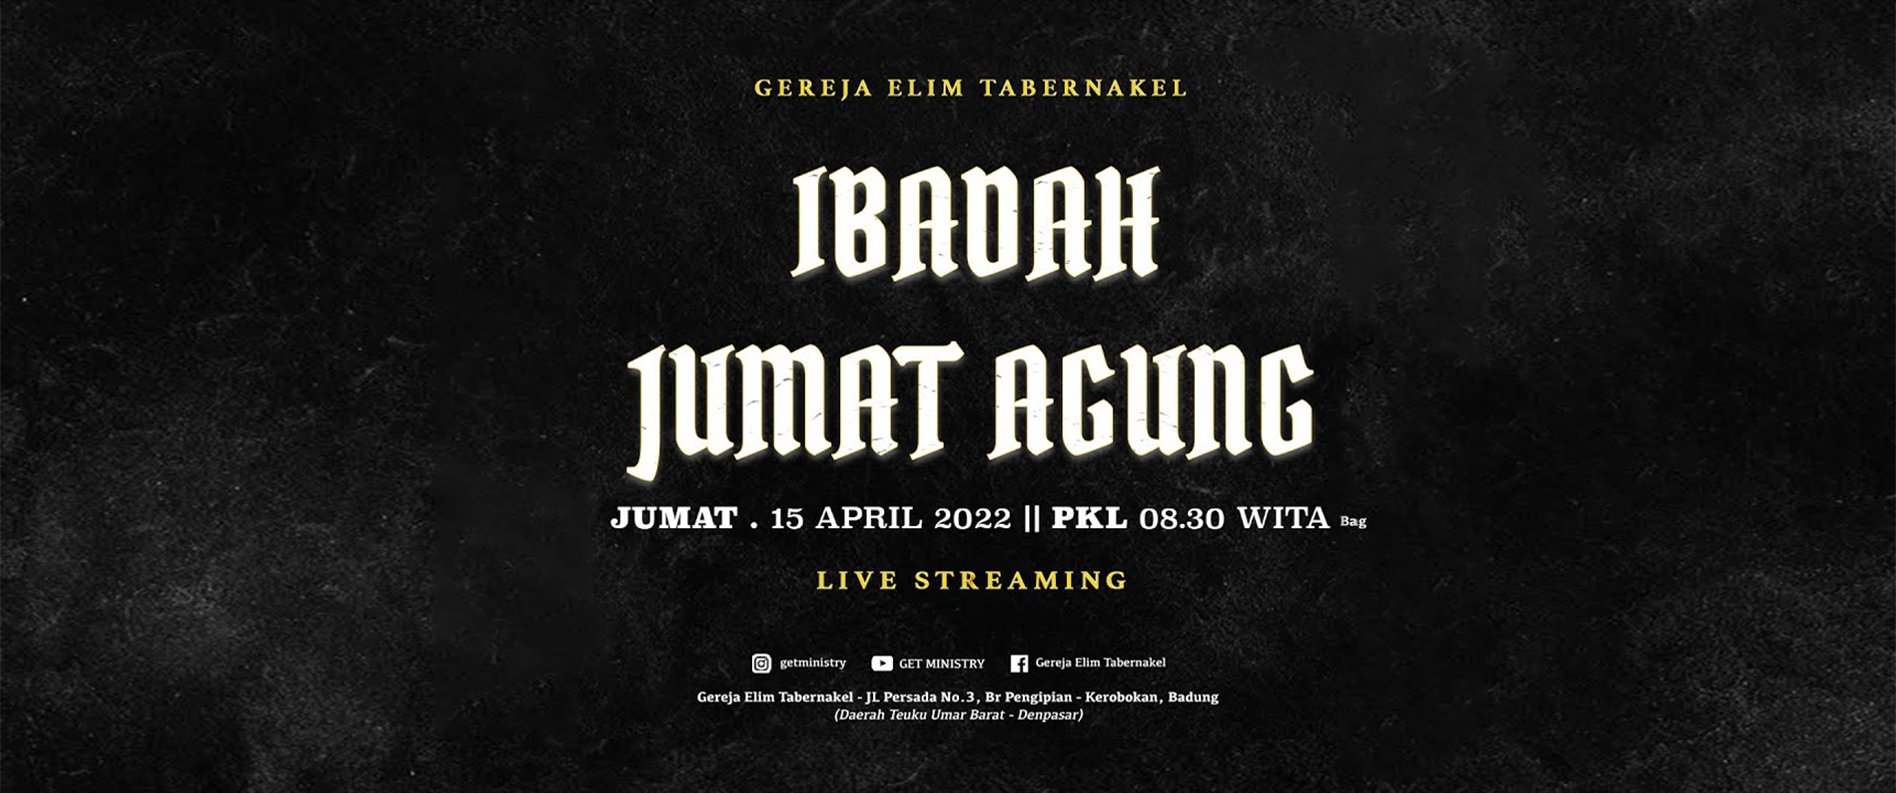 GEREJA ELIM TABERNAKEL
IBADAH
JUMAT AGUNG
JUMAT . 15 APRIL 2022 || PKL 08.30 WITA Bag
LIVE STREAMING
getministry GET MINISTRY Gereja Elim Tabernakel
Gereja Elim Tabernakel - JL Persada No.3, Br Pengipian - Kerobokan, Badung
(Daerah Teuku Umar Barat - Denpasar)